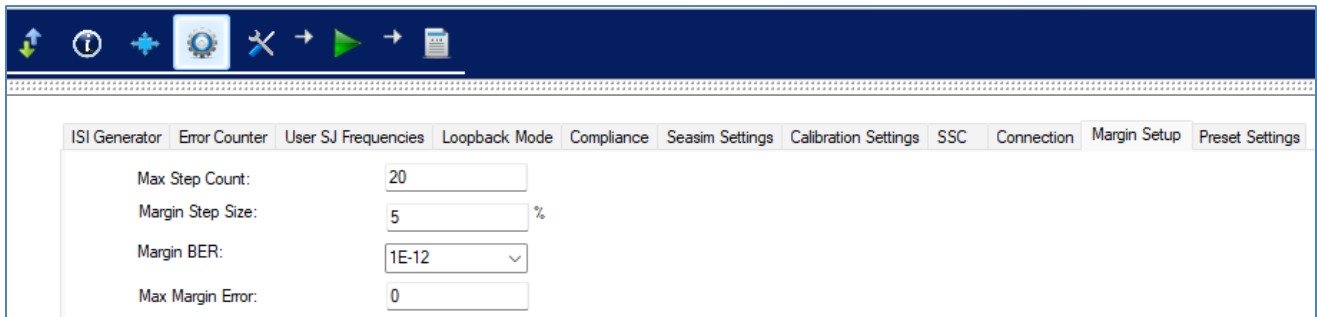 ISI Generator Error Counter User SJ Frequencies Loopback Mode Compliance Seasim Settings Calibration Settings SSC Connection Margin Setup Preset Settings
Max Step Count: 20
Margin Step Size: 5 %
Margin BER: 1E-12
Max Margin Error: 0